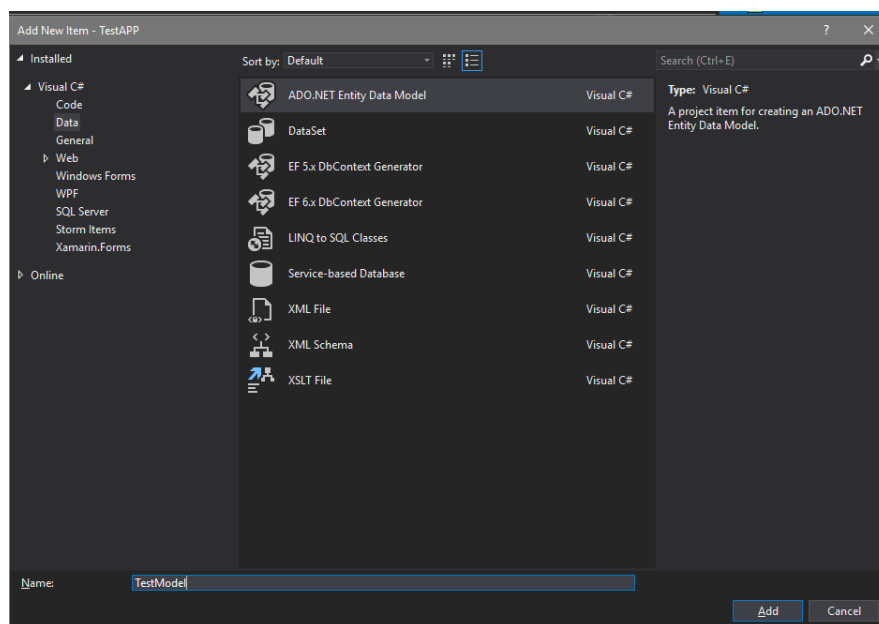 Add New Item - TestAPP
?
Installed
Sort by: Default
Search (Ctrl+E)
Visual C#
Code
Data
General
Web
Windows Forms
WPF
SQL Server
Storm Items
Xamarin.Forms
Online
ADO.NET Entity Data Model Visual C#
DataSet Visual C#
EF 5.x DbContext Generator Visual C#
EF 6.x DbContext Generator Visual C#
LINQ to SQL Classes Visual C#
Service-based Database Visual C#
XML File Visual C#
XML Schema Visual C#
XSLT File Visual C#
Type: Visual C#
A project item for creating an ADO.NET
Entity Data Model.
Name: TestModel
Add Cancel